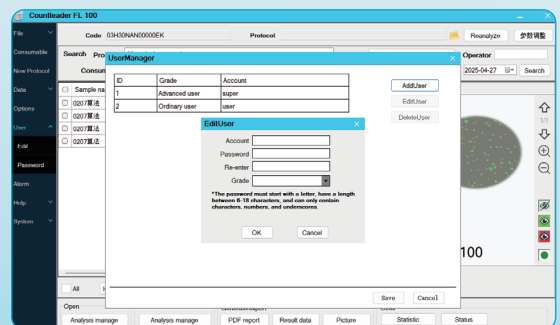 Countleader FL 100
File
Code 03H30NAN00000EK
Protocol
Reanalyze
参数调整
Consumable
Search
Operator
UserManager
New Protocol
Consum
2025-04-27
Search
ID Grade Account
1 Advanced user super
2 Ordinary user user
AddUser
EditUser
DeleteUser
Data
Sample na
0207算法
0207算法
0207算法
0207算法
Options
User
Edit
Password
Alarm
Help
System
EditUser
Account
Password
Re-enter
Grade
*The password must start with a letter, have a length
between 6-18 characters, and can only contain
characters, numbers, and underscores.
OK Cancel
1/1
100
All
Save Cancel
Open
Analysis manage
Analysis manage
PDF report
Result data
Picture
Statistic
Status